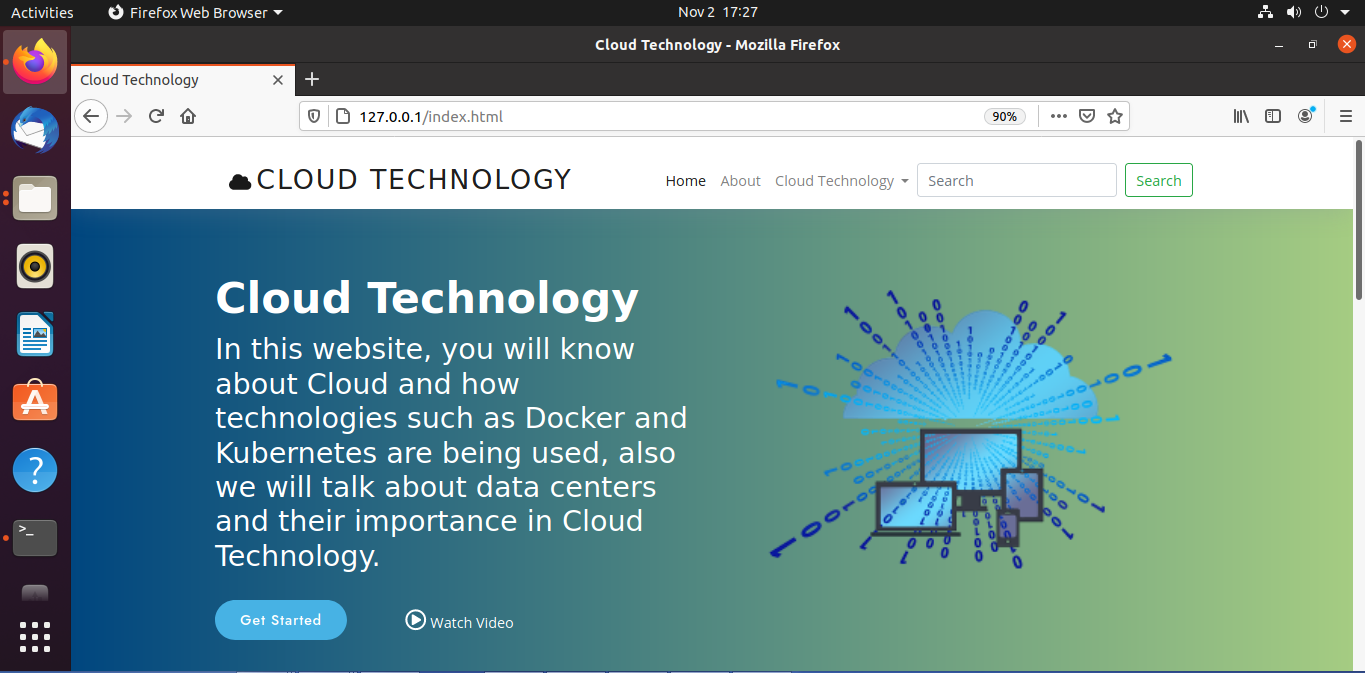 Activities
Firefox Web Browser
Nov 2 17:27
Cloud Technology - Mozilla Firefox
Cloud Technology
127.0.0.1/index.html
90%
CLOUD TECHNOLOGY
Home
About
Cloud Technology
Search
Search
Cloud Technology
In this website, you will know
about Cloud and how
technologies such as Docker and
Kubernetes are being used, also
we will talk about data centers
and their importance in Cloud
Technology.
Get Started
Watch Video